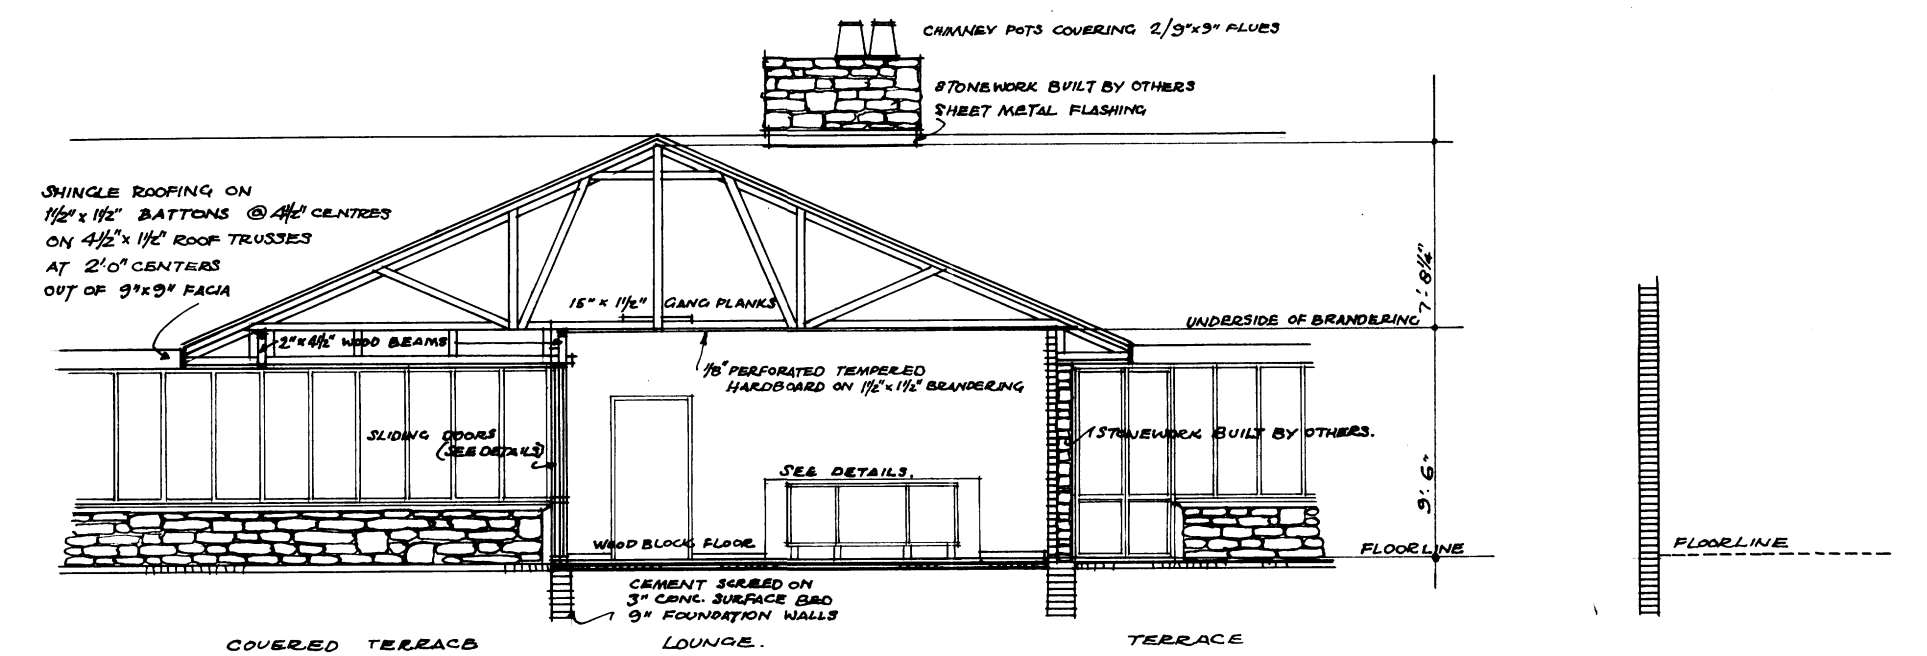 CHIMNEY POTS COVERING 2/9"x9" FLUES
STONEWORK BUILT BY OTHERS
SHEET METAL FLASHING
SHINGLE ROOFING ON
1½" x 1½" BATTONS @ 4½" CENTRES
ON 4½" x 1½" ROOF TRUSSES
AT 2'.0" CENTERS
OUT OF 9"x9" FACIA
15" x 1½" GANG PLANKS
7'. 8¼"
UNDERSIDE OF BRANDERING
2" x 4½" WOOD BEAMS
⅛" PERFORATED TEMPERED
HARDBOARD ON 1½" x 1½" BRANDERING
SLIDING DOORS
(SEE DETAILS)
STONEWORK BUILT BY OTHERS.
SEE DETAILS.
9'. 6"
WOOD BLOCK FLOOR
FLOORLINE
FLOORLINE
CEMENT SCREED ON
3" CONC. SURFACE BED
9" FOUNDATION WALLS
COVERED TERRACE
LOUNGE.
TERRACE